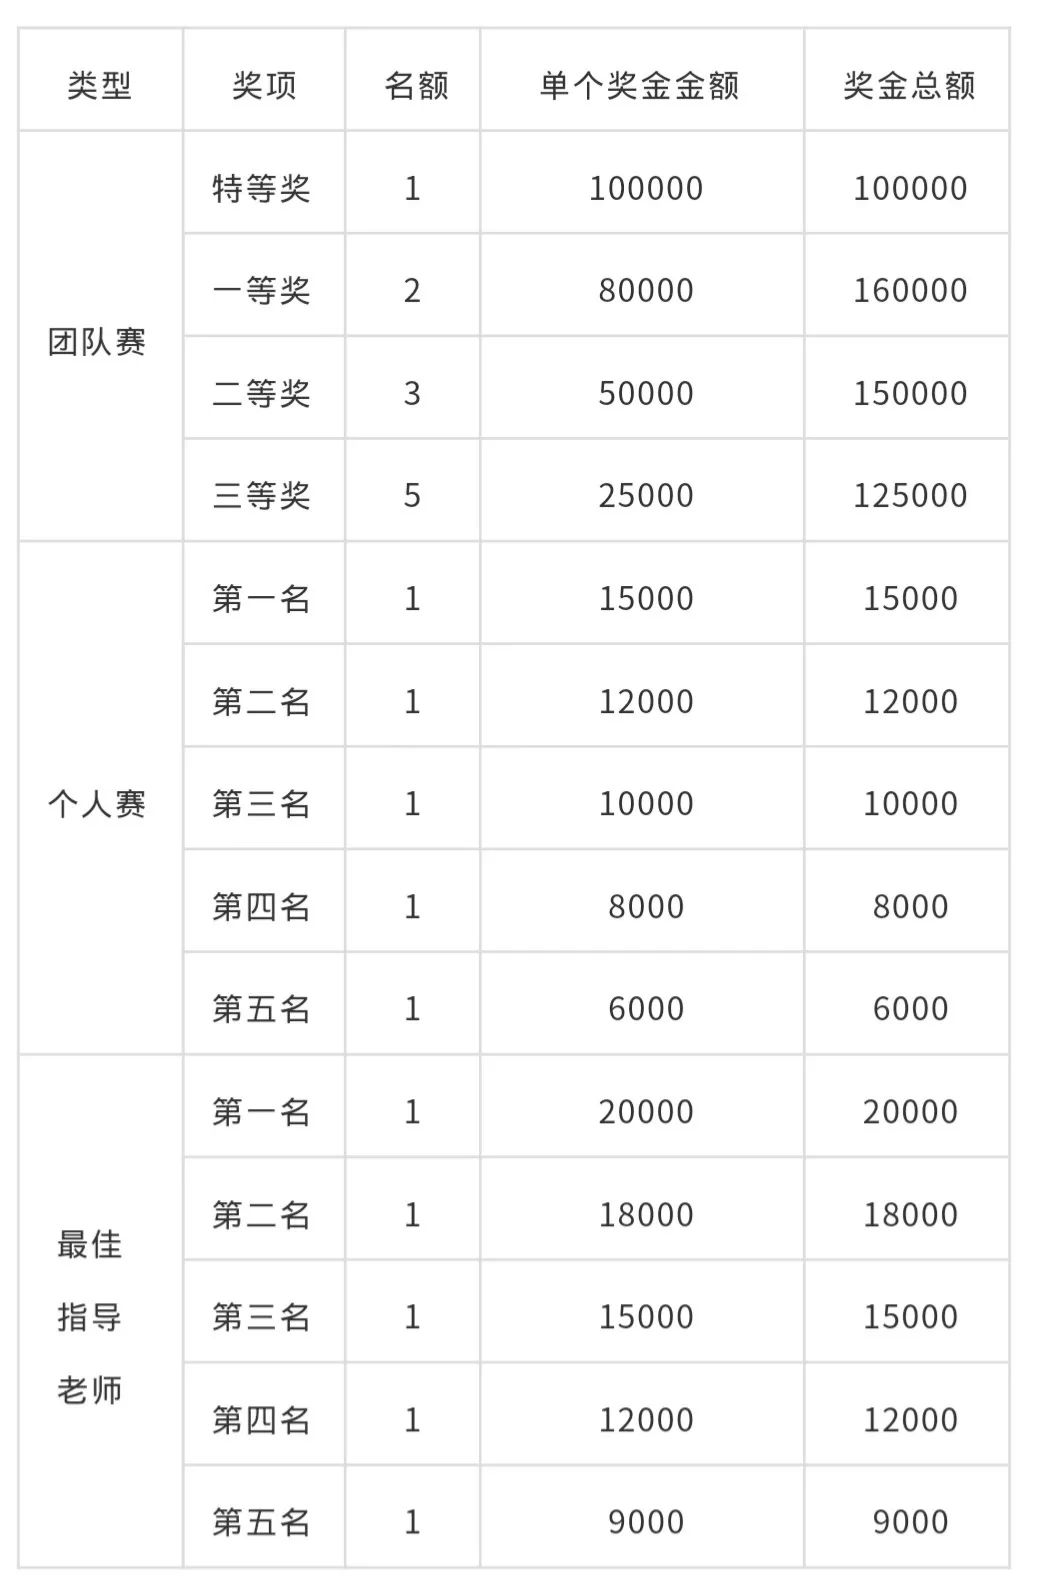 类型 奖项 名额 单个奖金金额 奖金总额
团队赛
特等奖 1 100000 100000
一等奖 2 80000 160000
二等奖 3 50000 150000
三等奖 5 25000 125000
个人赛
第一名 1 15000 15000
第二名 1 12000 12000
第三名 1 10000 10000
第四名 1 8000 8000
第五名 1 6000 6000
最佳
指导
老师
第一名 1 20000 20000
第二名 1 18000 18000
第三名 1 15000 15000
第四名 1 12000 12000
第五名 1 9000 9000